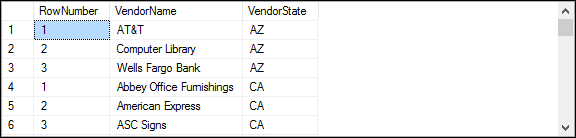 RowNumber VendorName VendorState
1 1 AT&T AZ
2 2 Computer Library AZ
3 3 Wells Fargo Bank AZ
4 1 Abbey Office Furnishings CA
5 2 American Express CA
6 3 ASC Signs CA